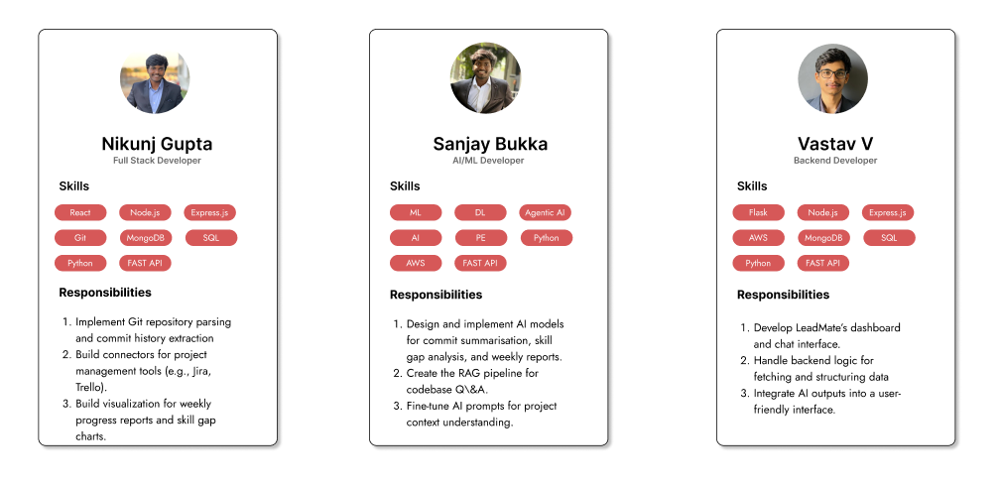 Nikunj Gupta
Full Stack Developer
Skills
React
Node.js
Express.js
Git
MongoDB
SQL
Python
FAST API
Responsibilities
1. Implement Git repository parsing
and commit history extraction
2. Build connectors for project
management tools (e.g., Jira,
Trello).
3. Build visualization for weekly
progress reports and skill gap
charts.
Sanjay Bukka
AI/ML Developer
Skills
ML
DL
Agentic AI
AI
PE
Python
AWS
FAST API
Responsibilities
1. Design and implement AI models
for commit summarisation, skill
gap analysis, and weekly reports.
2. Create the RAG pipeline for
codebase Q\&A.
3. Fine-tune AI prompts for project
context understanding.
Vastav V
Backend Developer
Skills
Flask
Node.js
Express.js
AWS
MongoDB
SQL
Python
FAST API
Responsibilities
1. Develop LeadMate's dashboard
and chat interface.
2. Handle backend logic for
fetching and structuring data
3. Integrate AI outputs into a user-
friendly interface.